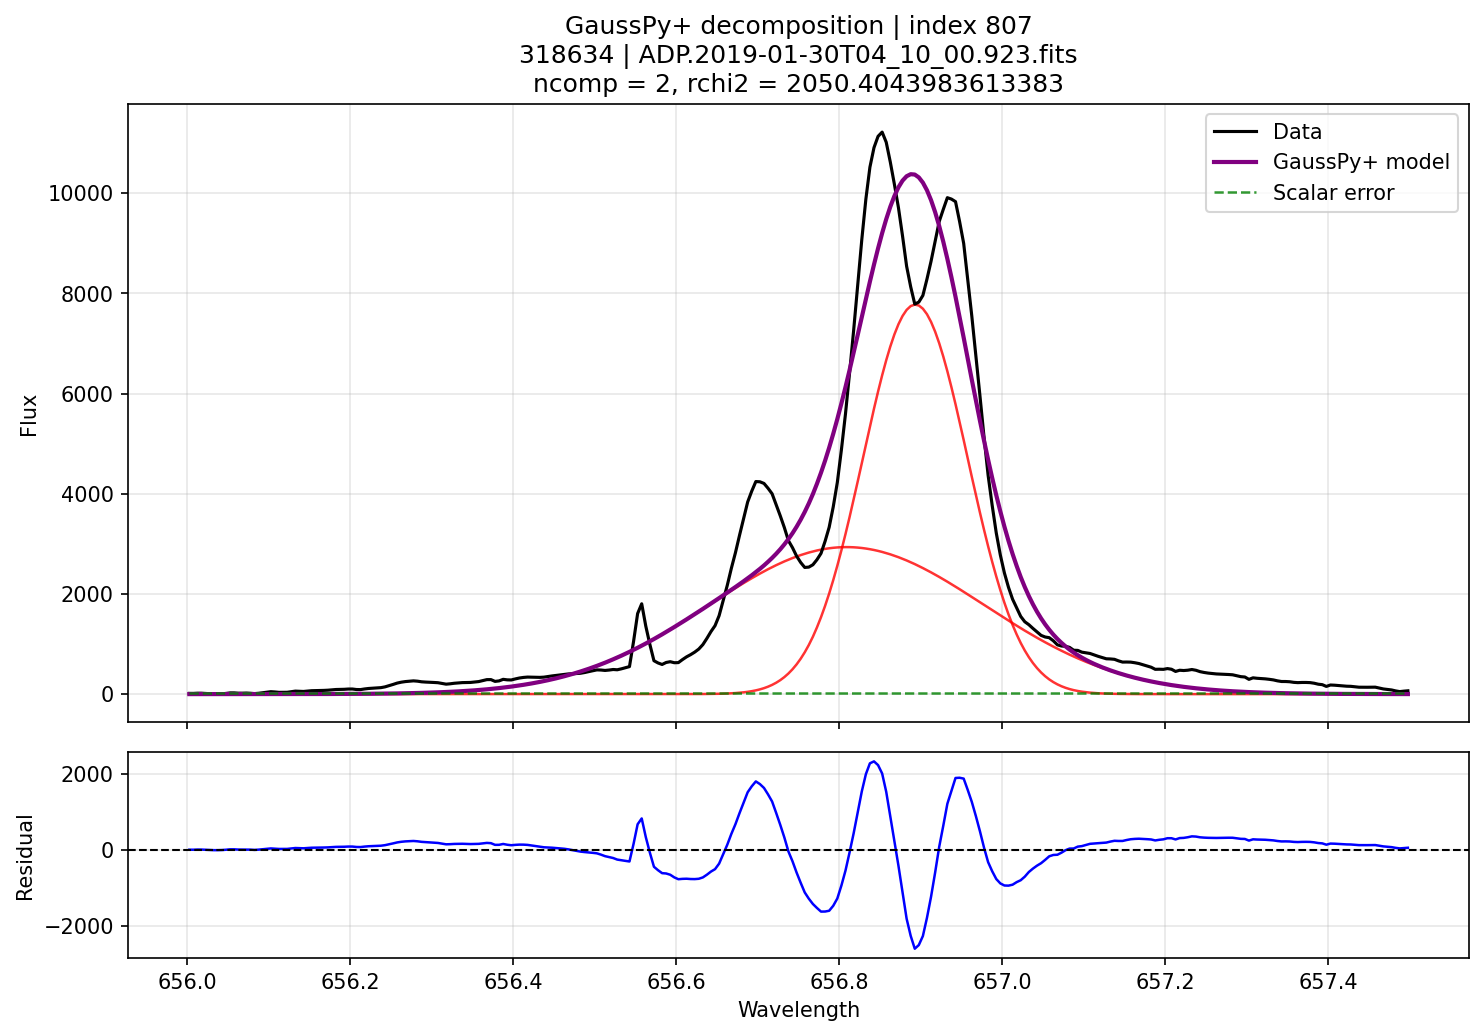 GaussPy+ decomposition | index 807
318634 | ADP.2019-01-30T04_10_00.923.fits
ncomp = 2, rchi2 = 2050.4043983613383
Data
GaussPy+ model
Scalar error
Flux
10000
8000
6000
4000
2000
0
Residual
2000
0
−2000
656.0 656.2 656.4 656.6 656.8 657.0 657.2 657.4
Wavelength